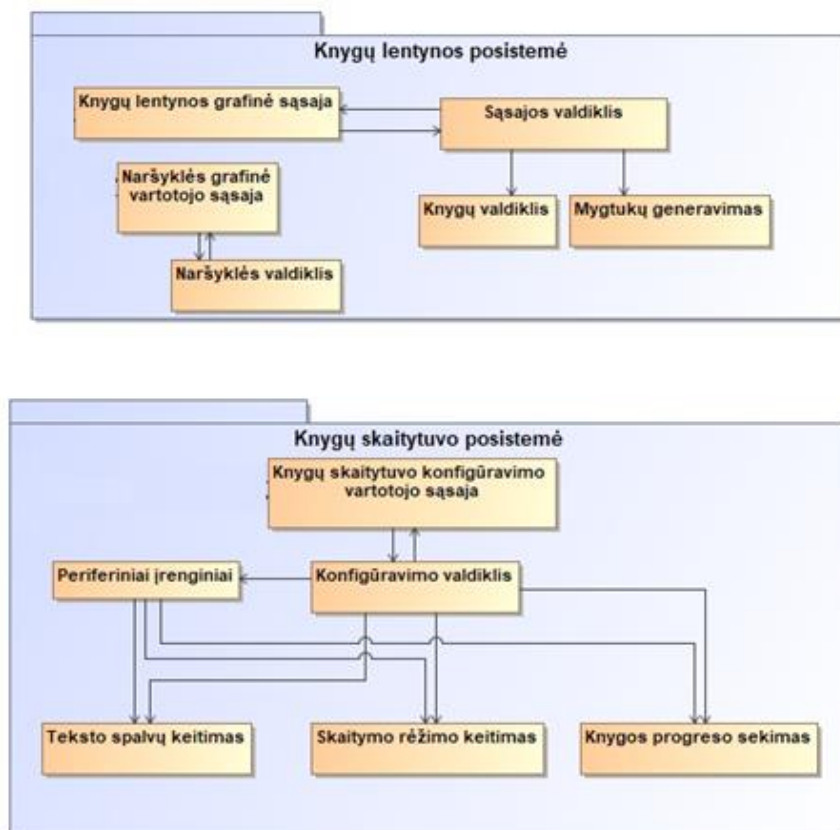 Knygų lentynos posistemė
Knygų lentynos grafinė sąsaja
Sąsajos valdiklis
Naršyklės grafinė
vartotojo sąsaja
Knygų valdiklis
Mygtukų generavimas
Naršyklės valdiklis
Knygų skaitytuvo posistemė
Knygų skaitytuvo konfigūravimo
vartotojo sąsaja
Periferiniai įrenginiai
Konfigūravimo valdiklis
Teksto spalvų keitimas
Skaitymo rėžimo keitimas
Knygos progreso sekimas